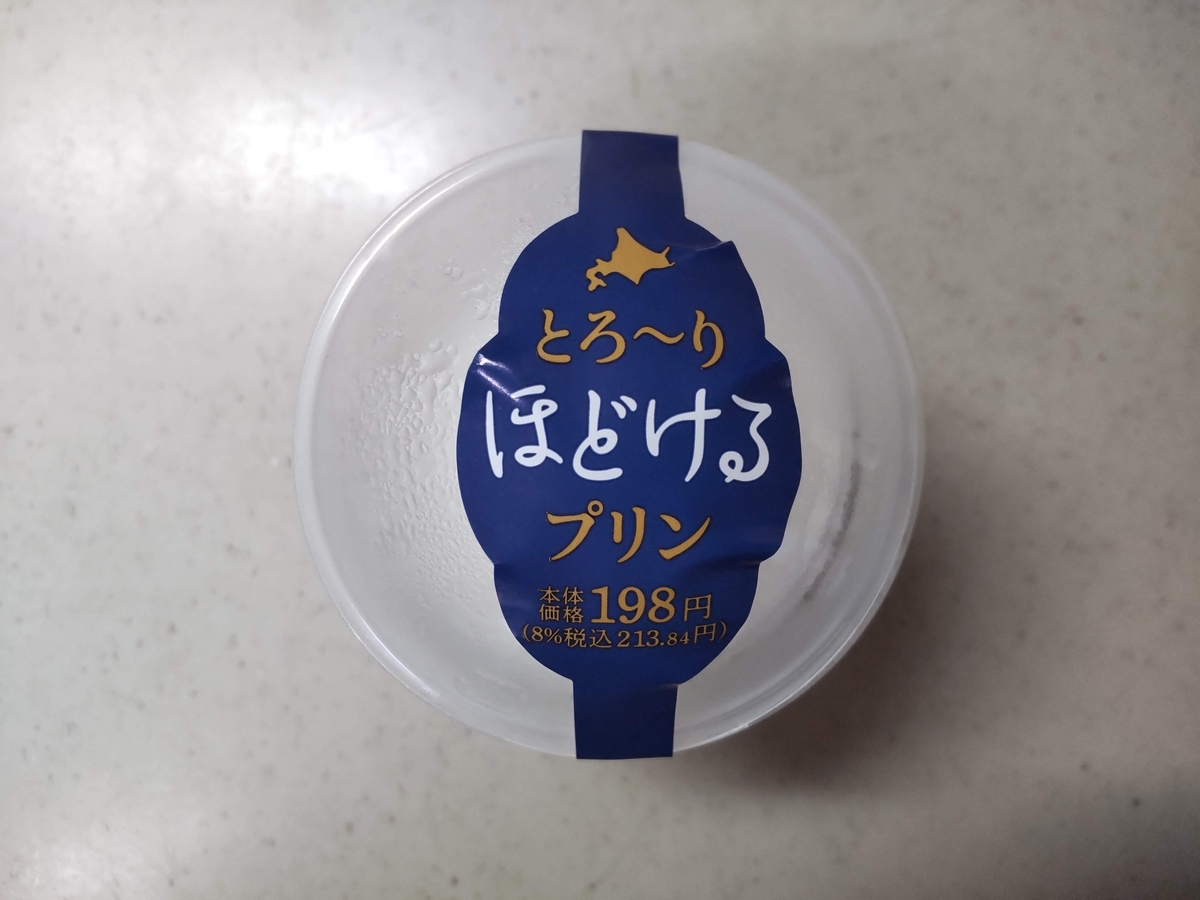 とろ〜り
ほどける
プリン
本体価格198円
(8%税込213.84円)